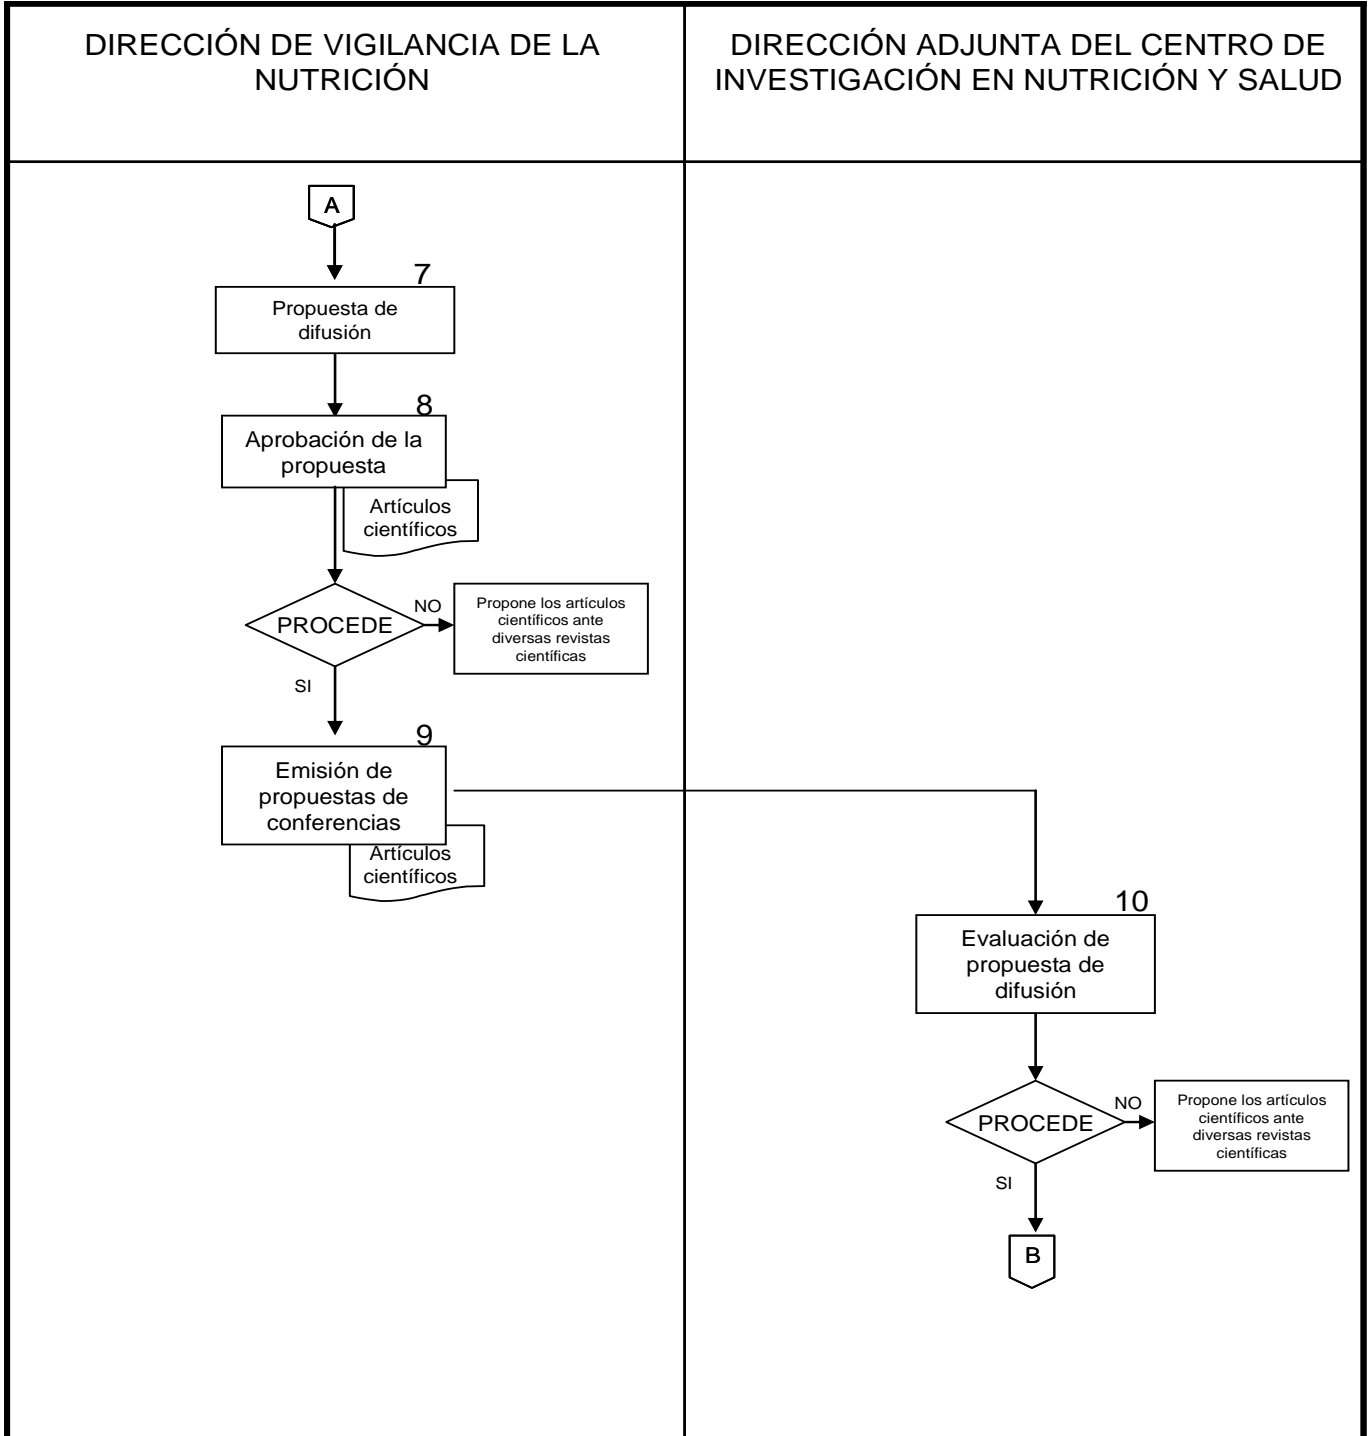 DIRECCIÓN DE VIGILANCIA DE LA
NUTRICIÓN
DIRECCIÓN ADJUNTA DEL CENTRO DE
INVESTIGACIÓN EN NUTRICIÓN Y SALUD
A
7
Propuesta de
difusión
8
Aprobación de la
propuesta
Artículos
científicos
PROCEDE
NO
Propone los artículos
científicos ante
diversas revistas
científicas
SI
9
Emisión de
propuestas de
conferencias
Artículos
científicos
10
Evaluación de
propuesta de
difusión
PROCEDE
NO
Propone los artículos
científicos ante
diversas revistas
científicas
SI
B